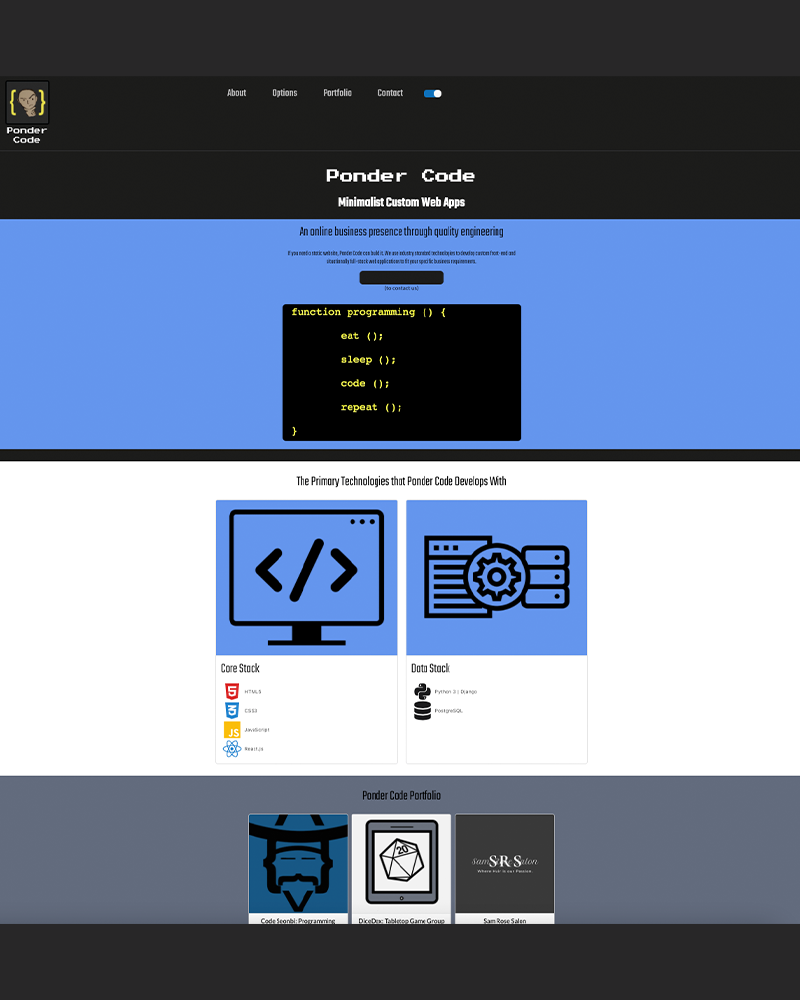 Ponder
Code
About Options Portfolio Contact
Ponder Code
Minimalist Custom Web Apps
An online business presence through quality engineering
If you need a static website, Ponder Code can build it. We use industry standard technologies to develop custom front-end and
situationally full-stack web applications to fit your specific business requirements.
(to contact us)
function programming () {
eat ();
sleep ();
code ();
repeat ();
}
The Primary Technologies that Ponder Code Develops With
Core Stack
HTML5
CSS3
JavaScript
React.js
Data Stack
Python 3 : Django
PostgreSQL
Ponder Code Portfolio
20
Sam SRS Salon
Where Hair is our Passion.
Code Seonbi: Programming
DiceDex: Tabletop Game Group
Sam Rose Salon